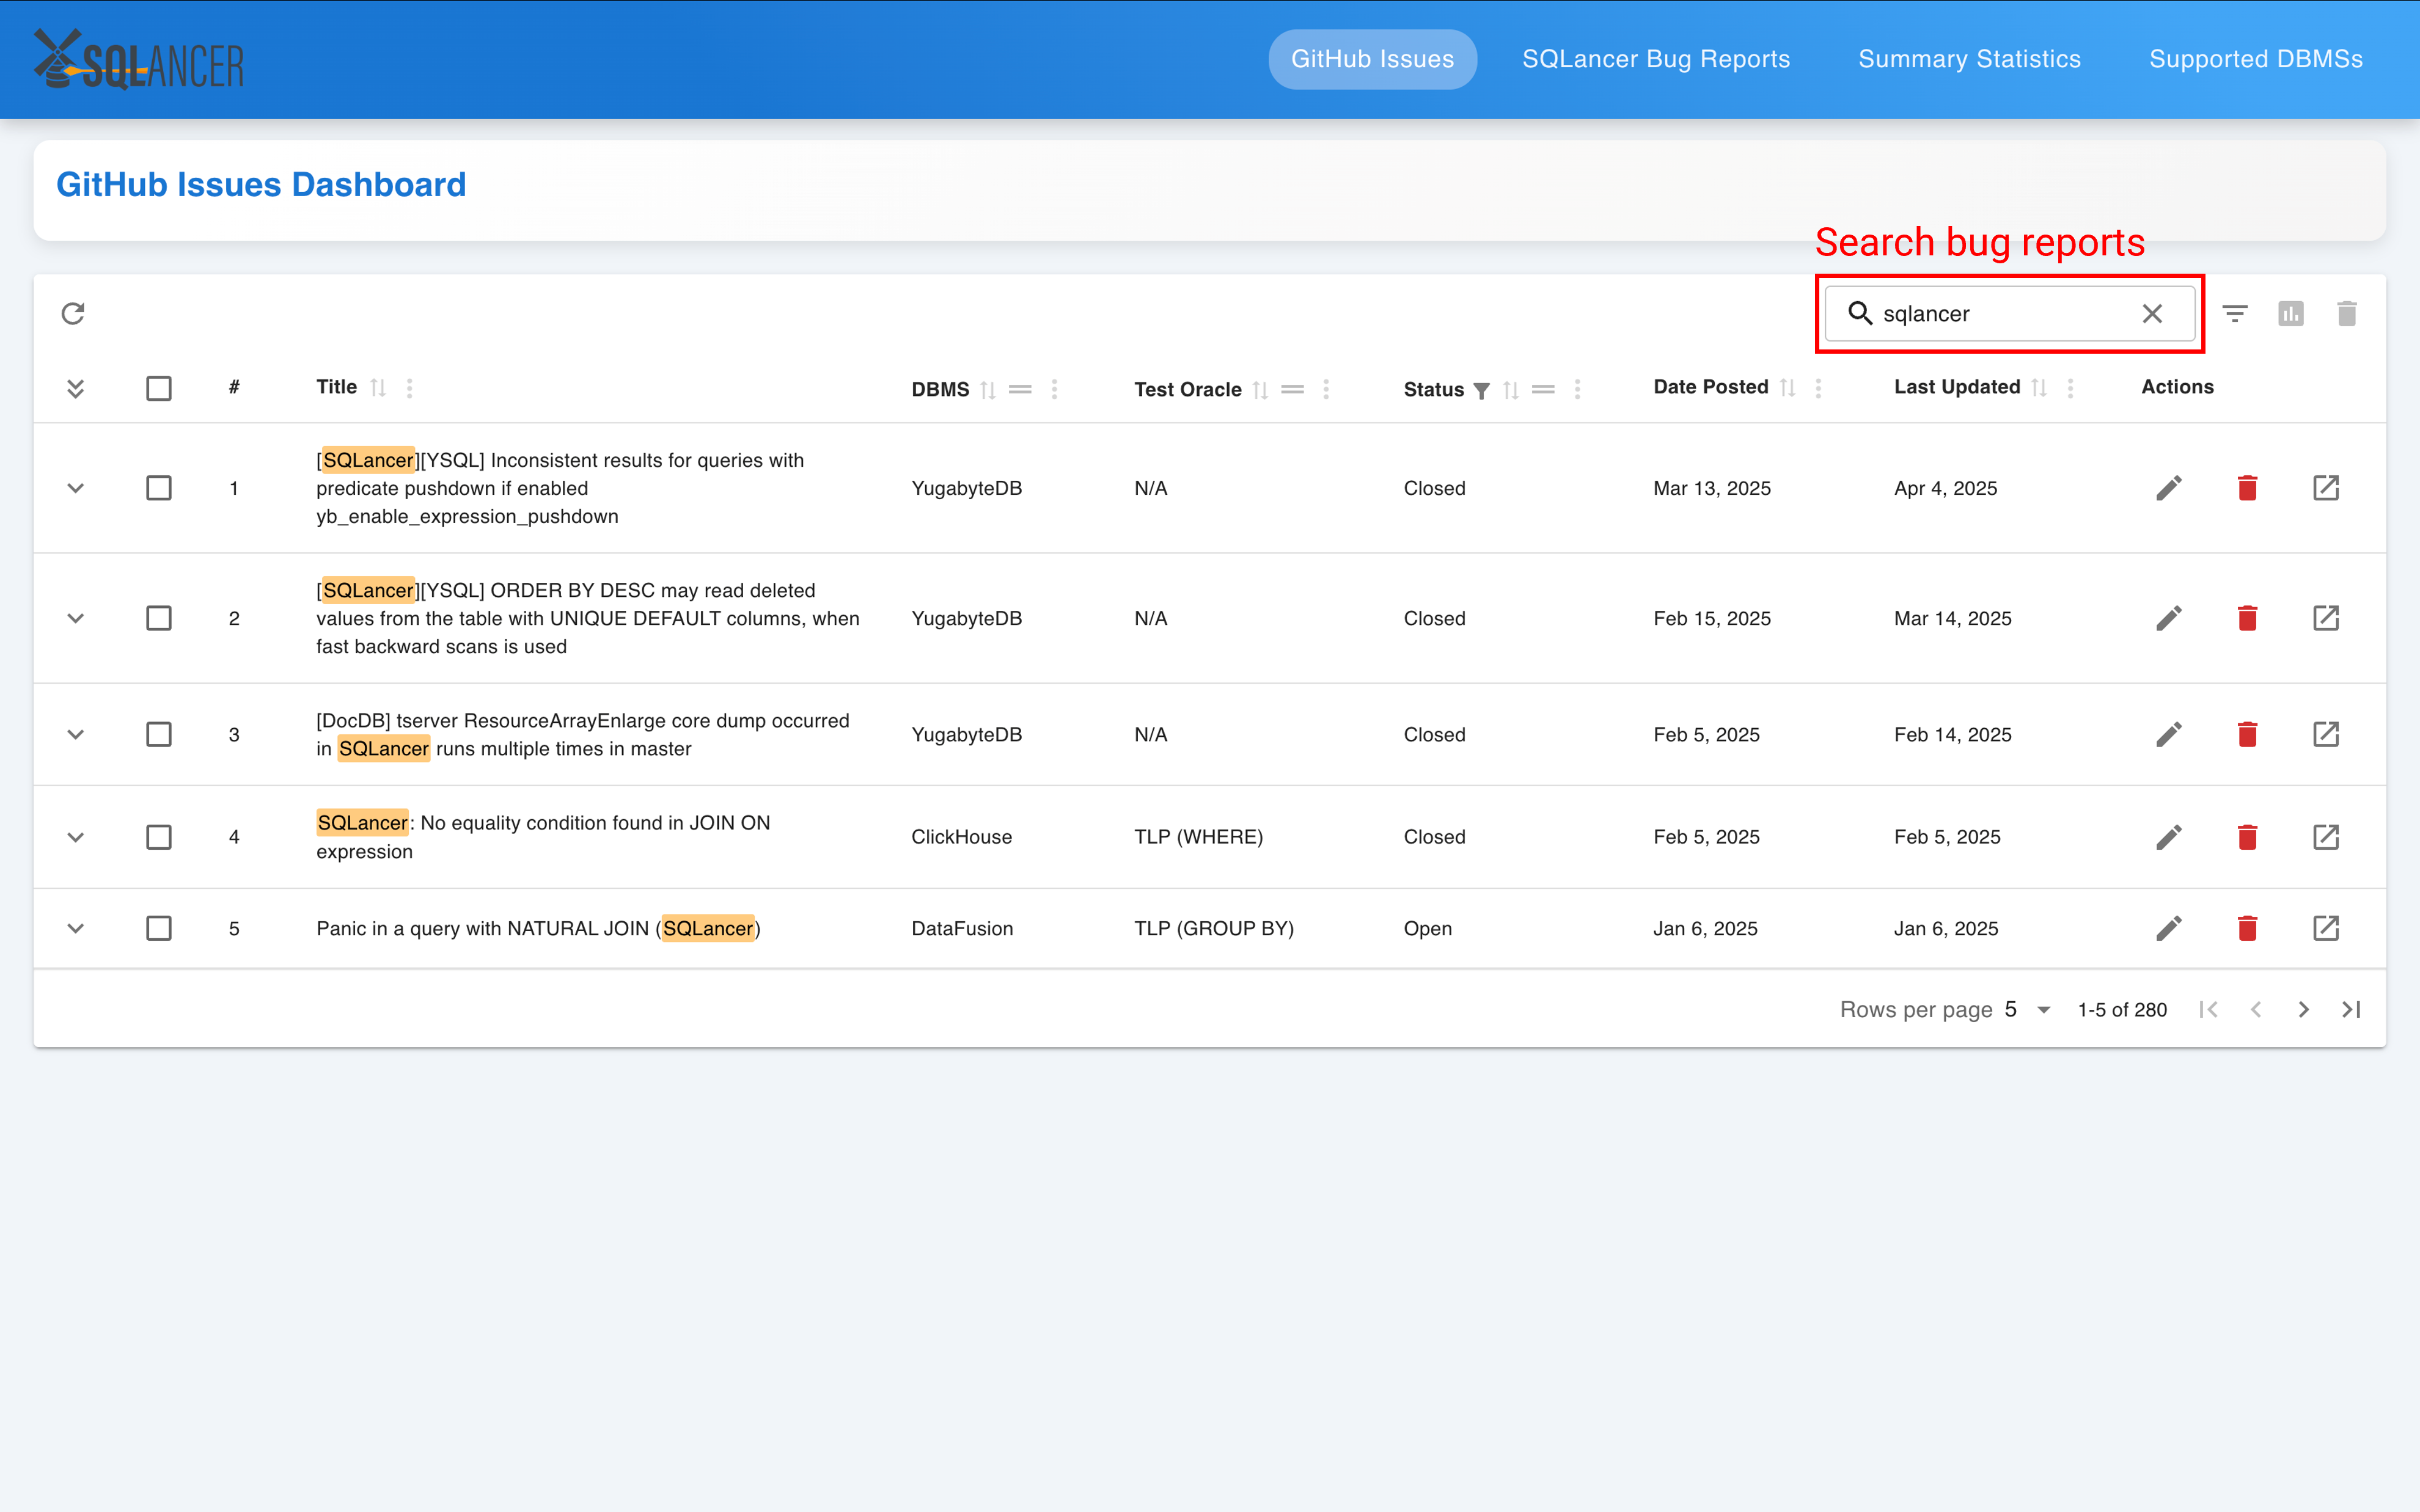 SQLANCER
GitHub Issues
SQLancer Bug Reports
Summary Statistics
Supported DBMSs
GitHub Issues Dashboard
Search bug reports
sqlancer
# Title DBMS Test Oracle Status Date Posted Last Updated Actions
[SQLancer][YSQL] Inconsistent results for queries with
predicate pushdown if enabled
yb_enable_expression_pushdown
1 YugabyteDB N/A Closed Mar 13, 2025 Apr 4, 2025
[SQLancer][YSQL] ORDER BY DESC may read deleted
values from the table with UNIQUE DEFAULT columns, when
fast backward scans is used
2 YugabyteDB N/A Closed Feb 15, 2025 Mar 14, 2025
[DocDB] tserver ResourceArrayEnlarge core dump occurred
in SQLancer runs multiple times in master
3 YugabyteDB N/A Closed Feb 5, 2025 Feb 14, 2025
SQLancer: No equality condition found in JOIN ON
expression
4 ClickHouse TLP (WHERE) Closed Feb 5, 2025 Feb 5, 2025
5 Panic in a query with NATURAL JOIN (SQLancer) DataFusion TLP (GROUP BY) Open Jan 6, 2025 Jan 6, 2025
Rows per page 5 1-5 of 280